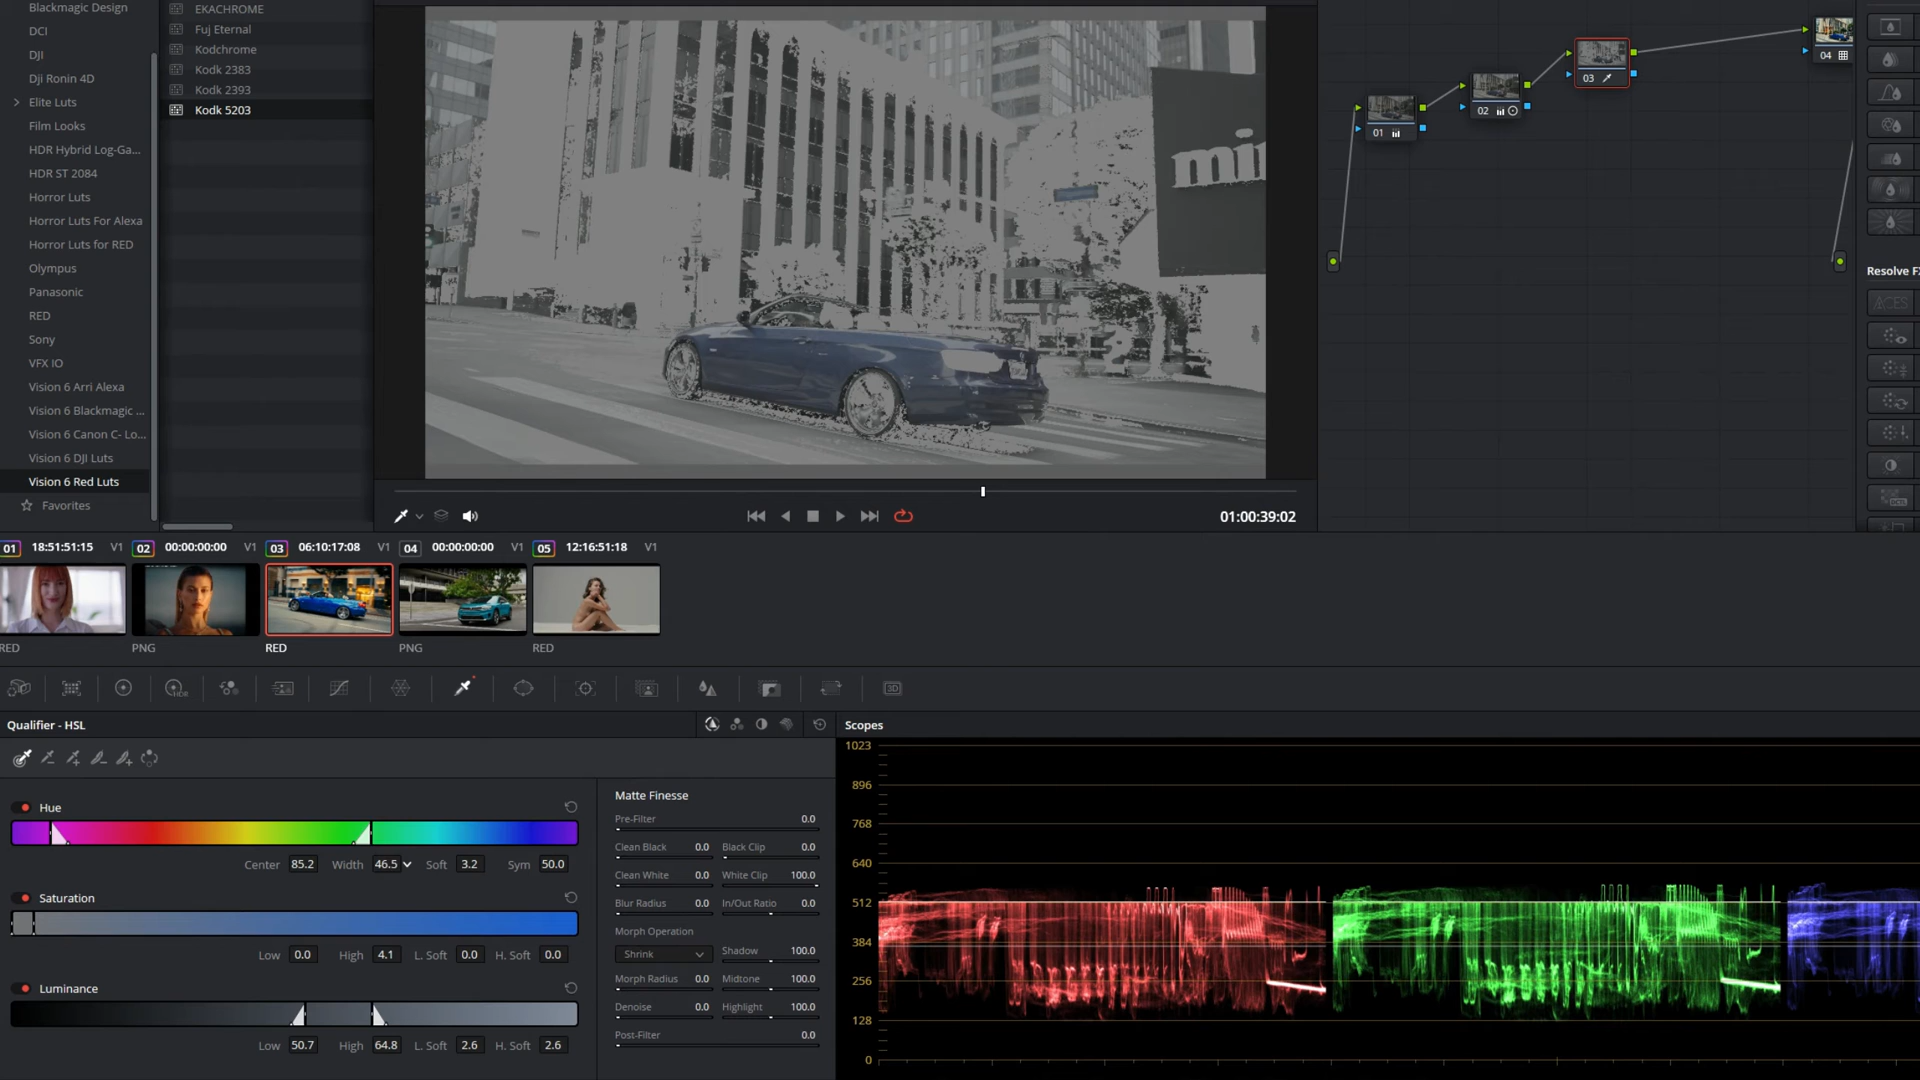 Blackmagic Design
DCI
DJI
Dji Ronin 4D
Elite Luts
Film Looks
HDR Hybrid Log-Ga...
HDR ST 2084
Horror Luts
Horror Luts For Alexa
Horror Luts for RED
Olympus
Panasonic
RED
Sony
VFX IO
Vision 6 Arri Alexa
Vision 6 Blackmagic ...
Vision 6 Canon C- Lo...
Vision 6 DJI Luts
Vision 6 Red Luts
Favorites
EKACHROME
Fuj Eternal
Kodchrome
Kodk 2383
Kodk 2393
Kodk 5203
01:00:39:02
01
02
03
04
Resolve FX
ACES
01 18:51:51:15 V1
02 00:00:00:00 V1
03 06:10:17:08 V1
04 00:00:00:00 V1
05 12:16:51:18 V1
RED
PNG
RED
PNG
RED
HDR
3D
Qualifier - HSL
Hue
Center 85.2 Width 46.5 Soft 3.2 Sym 50.0
Saturation
Low 0.0 High 4.1 L. Soft 0.0 H. Soft 0.0
Luminance
Low 50.7 High 64.8 L. Soft 2.6 H. Soft 2.6
Matte Finesse
Pre-Filter 0.0
Clean Black 0.0 Black Clip 0.0
Clean White 0.0 White Clip 100.0
Blur Radius 0.0 In/Out Ratio 0.0
Morph Operation
Shrink Shadow 100.0
Morph Radius 0.0 Midtone 100.0
Denoise 0.0 Highlight 100.0
Post-Filter 0.0
Scopes
1023
896
768
640
512
384
256
128
0